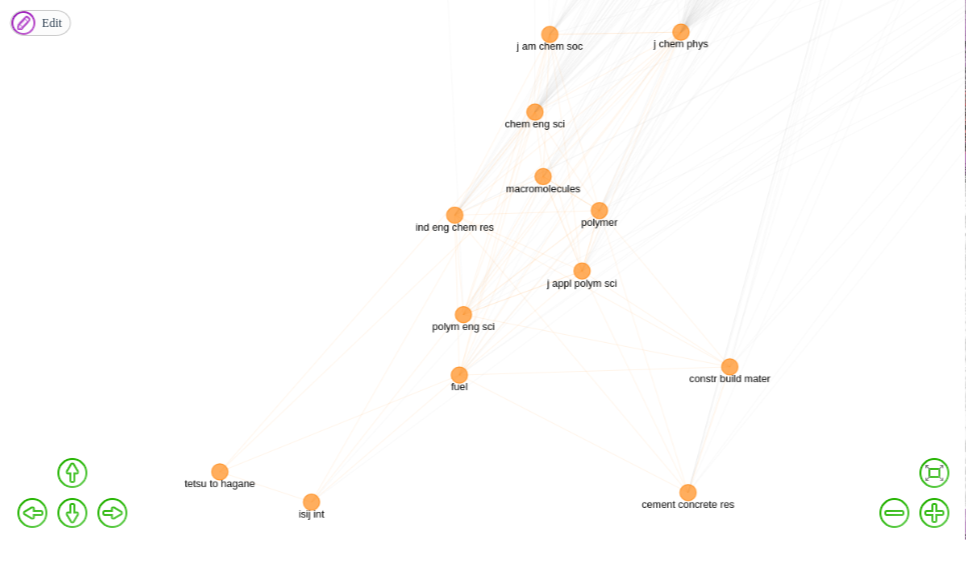 Edit
j am chem soc
j chem phys
chem eng sci
macromolecules
polymer
ind eng chem res
j appl polym sci
polym eng sci
constr build mater
fuel
tetsu to hagane
isij int
cement concrete res